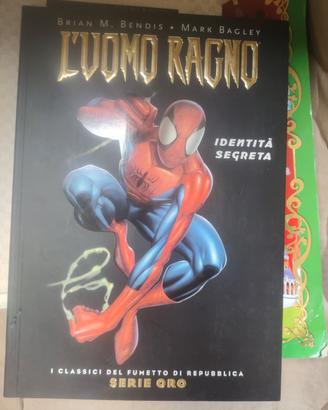 BRIAN M. BENDIS • MARK BAGLEY
L'UOMO RAGNO
IDENTITÀ
SEGRETA
I CLASSICI DEL FUMETTO DI REPUBBLICA
SERIE ORO